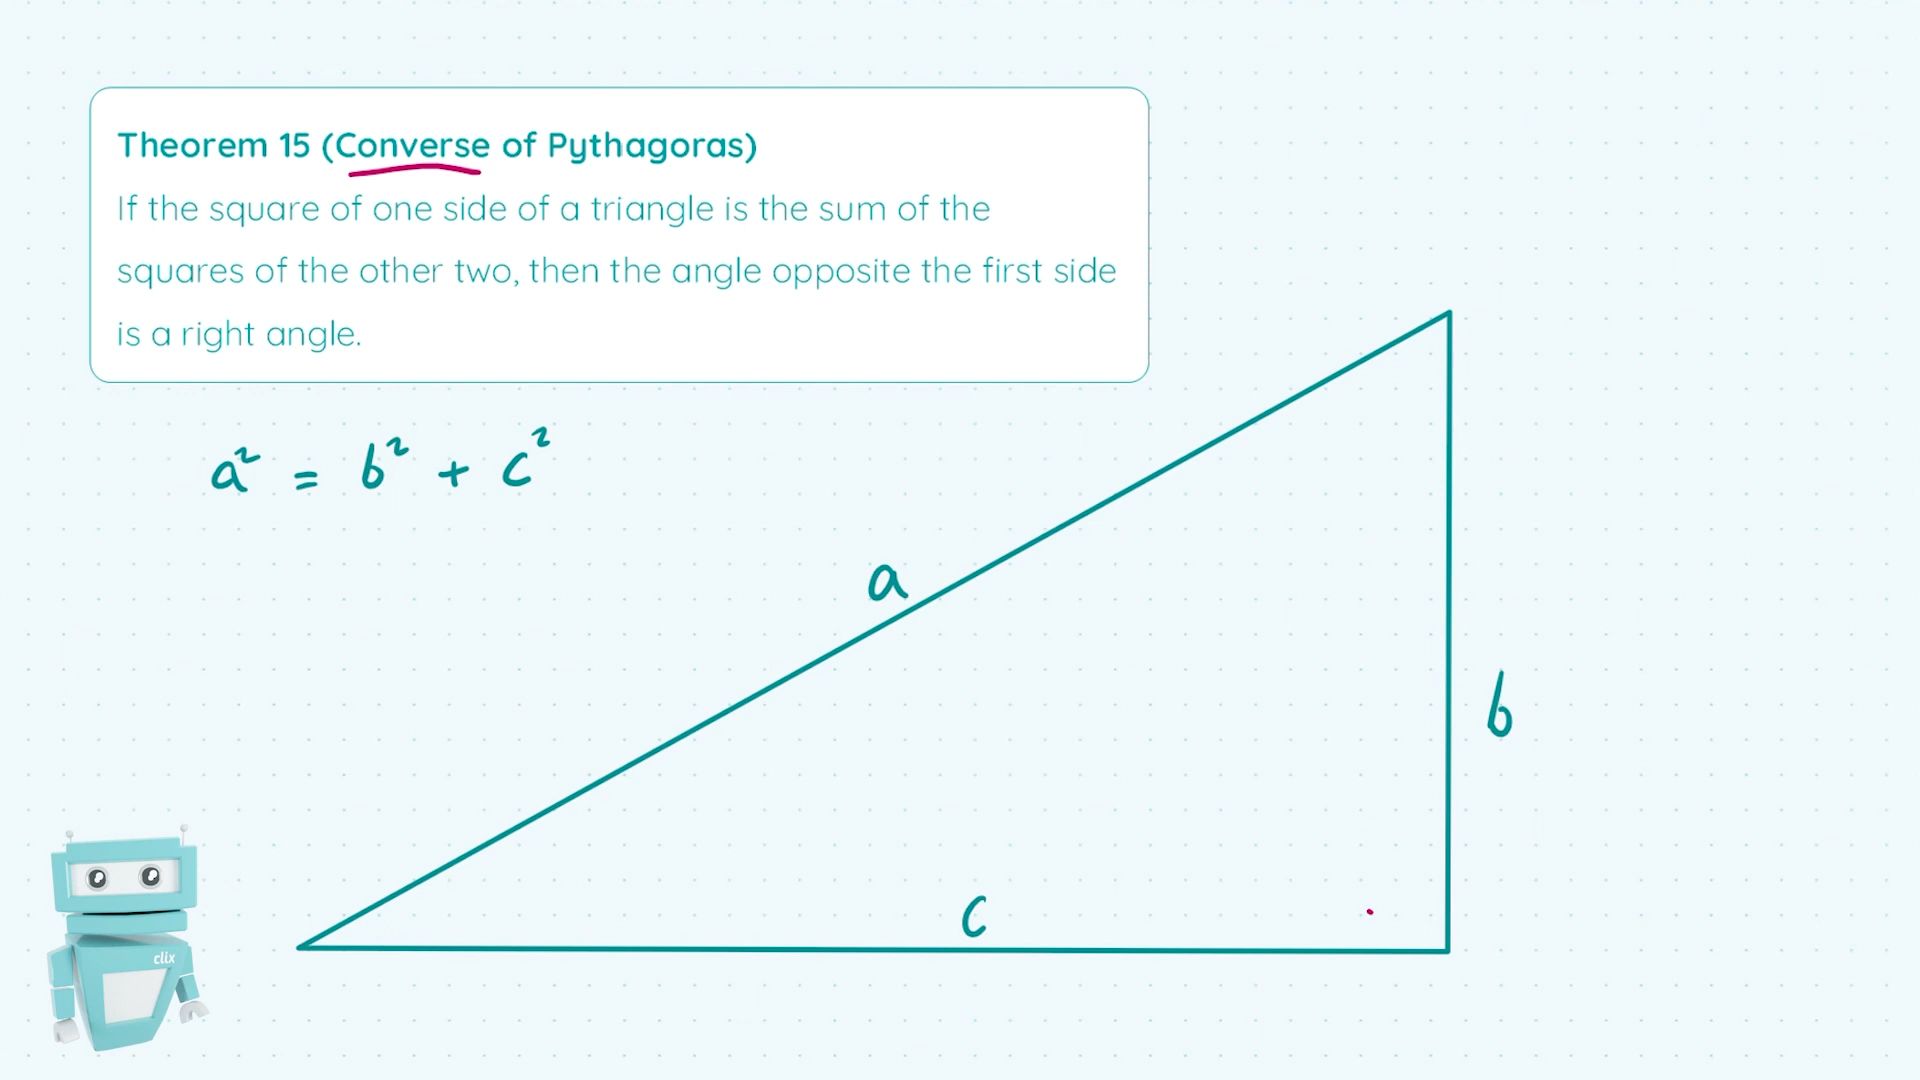 Theorem 15 (Converse of Pythagoras)
If the square of one side of a triangle is the sum of the
squares of the other two, then the angle opposite the first side
is a right angle.
a² = b² + c²
a
b
c
clix